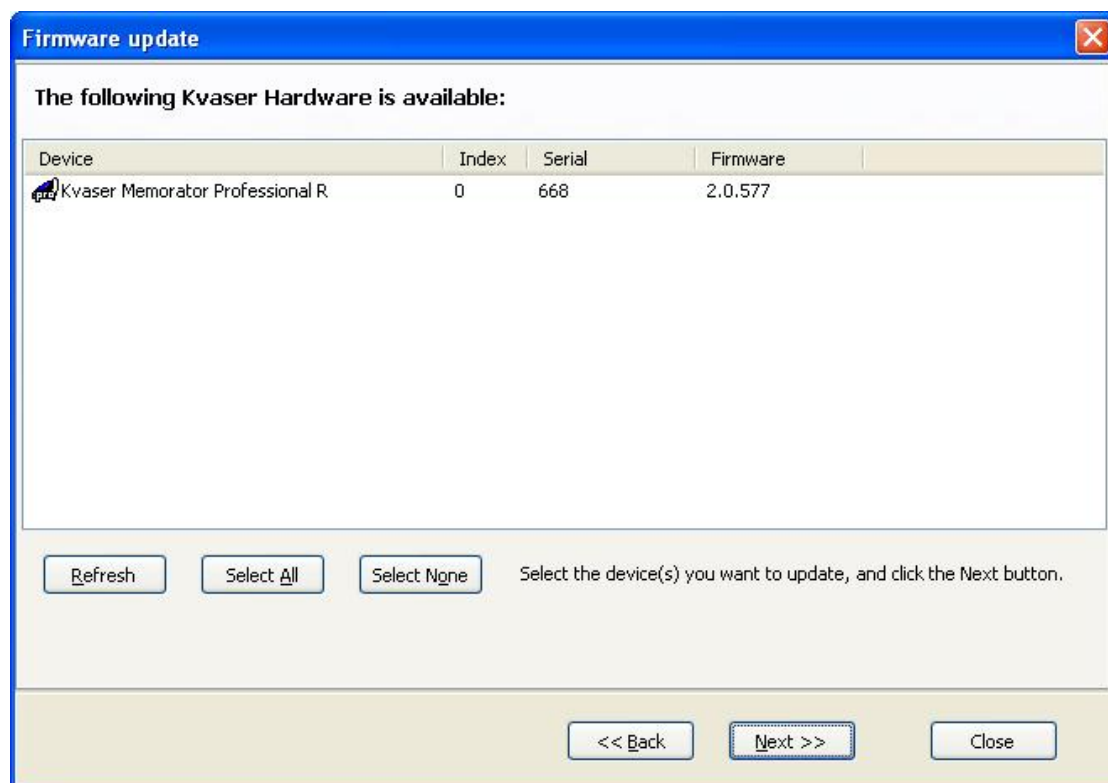 Firmware update
The following Kvaser Hardware is available:
Device Index Serial Firmware
Kvaser Memorator Professional R 0 668 2.0.577
Refresh Select All Select None Select the device(s) you want to update, and click the Next button.
<< Back Next >> Close